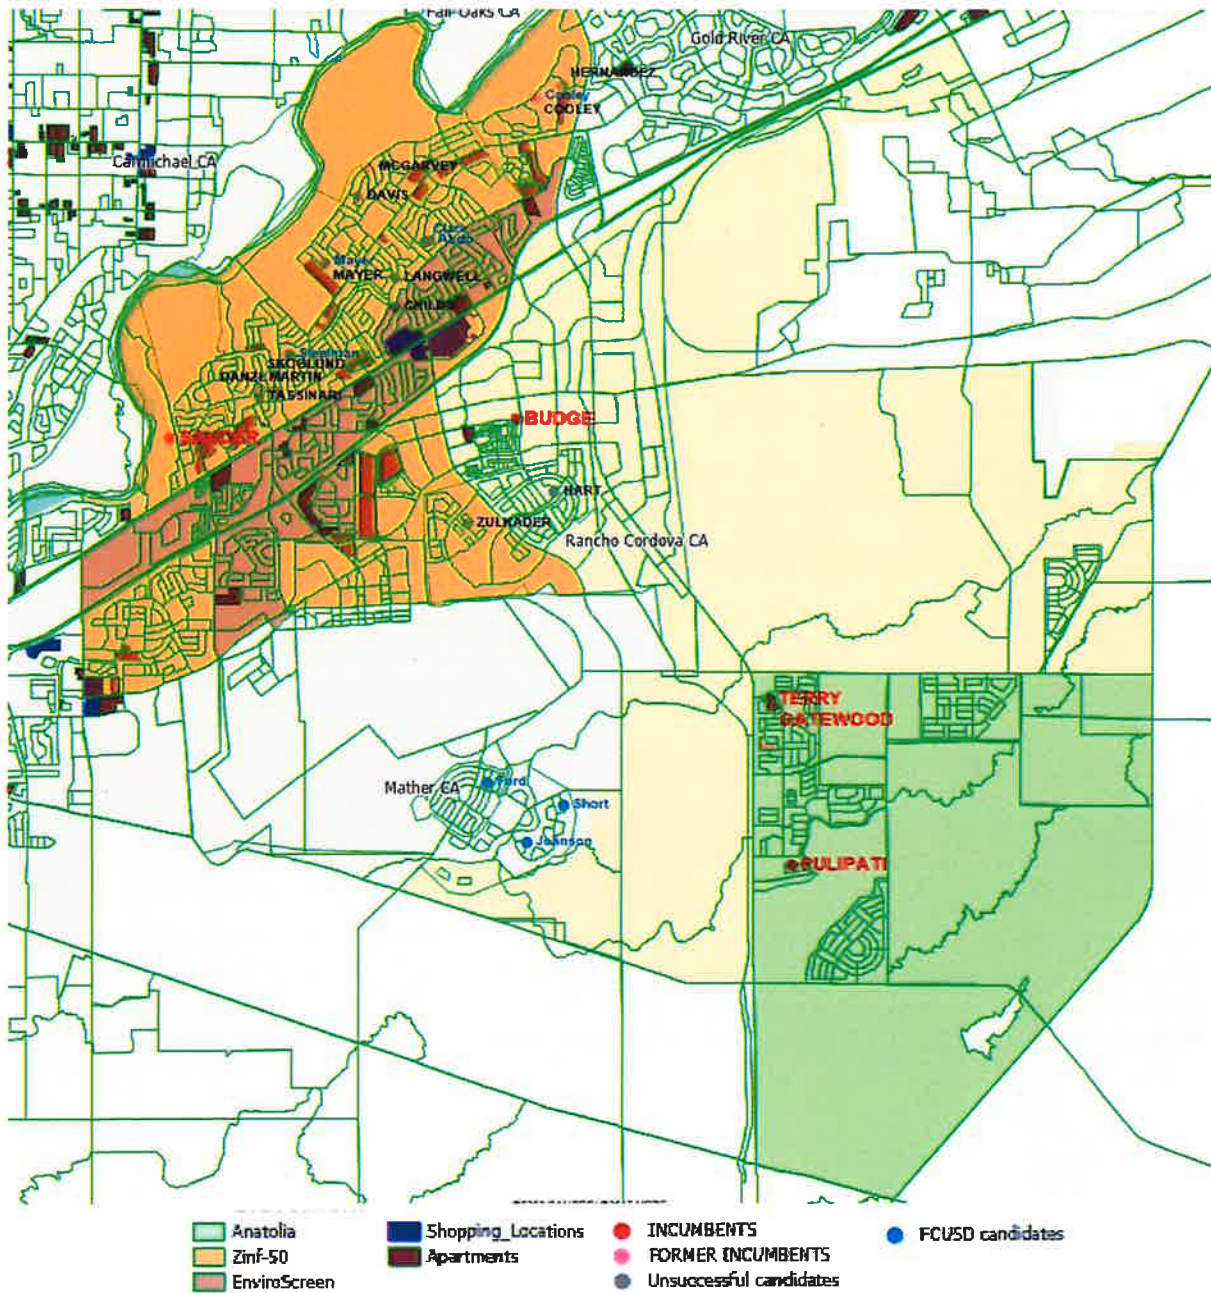 Fair Oaks CA
Gold River CA
HERNANDEZ
Cooley
COOLEY
Carmichael CA
MCGARVEY
DAVIS
Mayer
MAYER
LANGWELL
CHILDS
Steelman
SKOGLUND
DANZL MARTIN
TASSINARI
SANDER
BUDGE
HART
ZULKADER
Rancho Cordova CA
TERRY
GATEWOOD
Mather CA
Ford
Short
Johnson
PULIPATI
Anatolia
Zinf-50
EnviroScreen
Shopping_Locations
Apartments
INCUMBENTS
FORMER INCUMBENTS
Unsuccessful candidates
FCUSD candidates